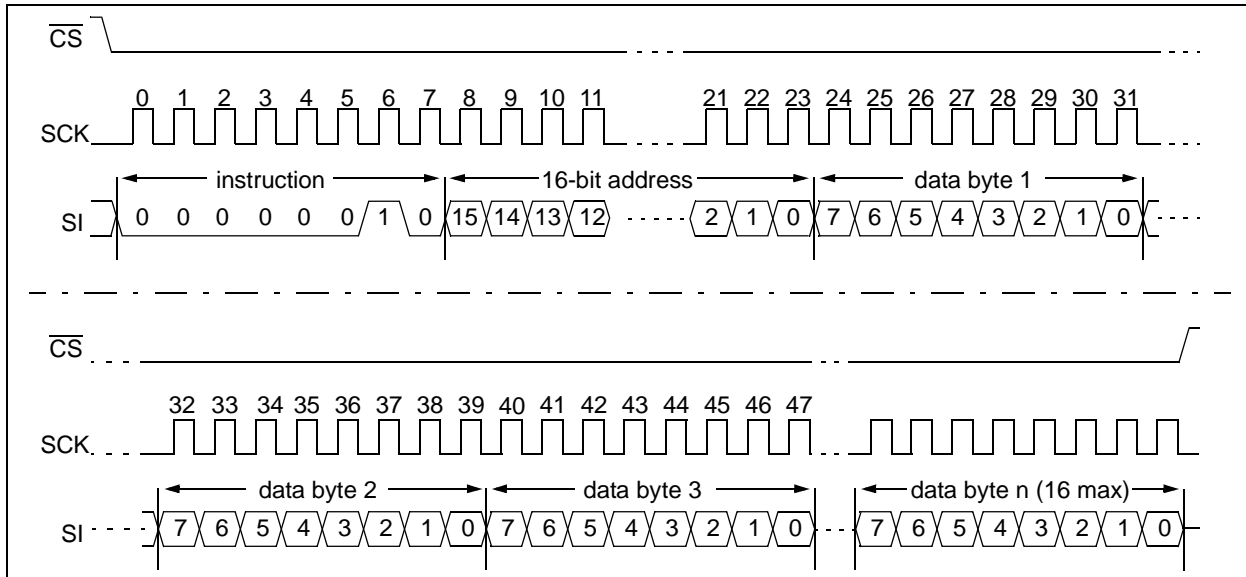 CS
0 1 2 3 4 5 6 7 8 9 10 11 21 22 23 24 25 26 27 28 29 30 31
SCK
instruction 16-bit address data byte 1
SI 0 0 0 0 0 0 1 0 15 14 13 12 2 1 0 7 6 5 4 3 2 1 0
CS
32 33 34 35 36 37 38 39 40 41 42 43 44 45 46 47
SCK
data byte 2 data byte 3 data byte n (16 max)
SI 7 6 5 4 3 2 1 0 7 6 5 4 3 2 1 0 7 6 5 4 3 2 1 0